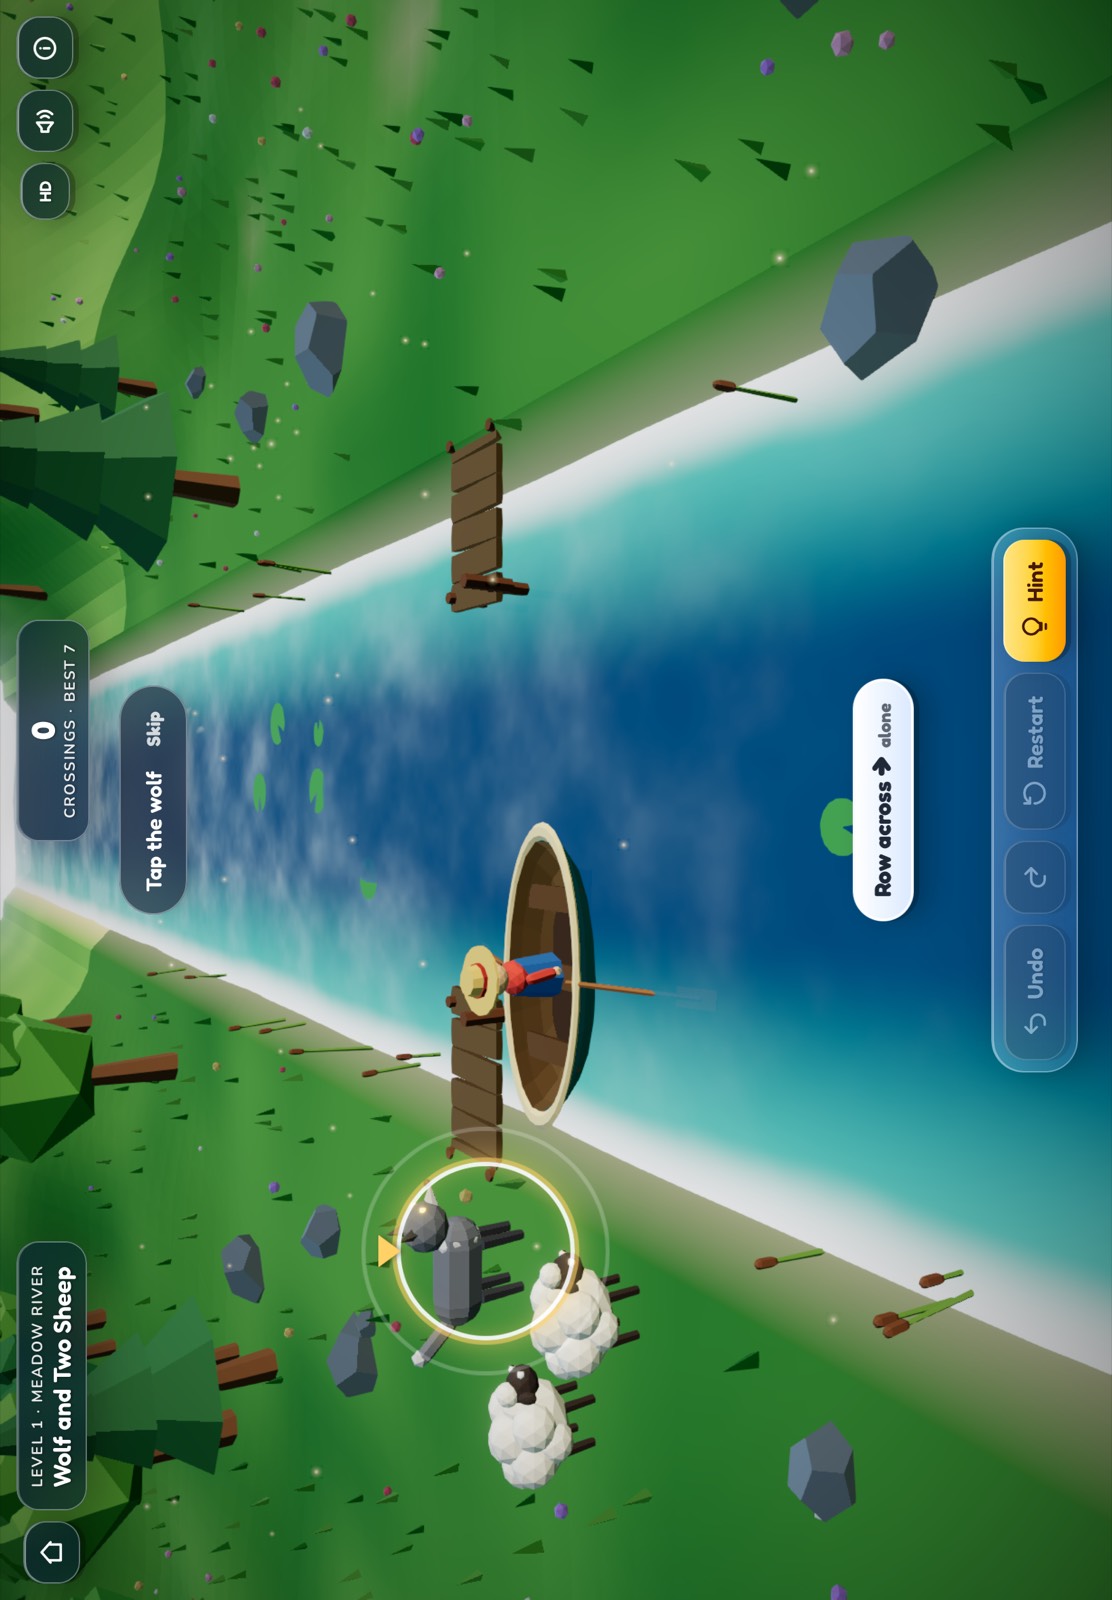 LEVEL 1 · MEADOW RIVER
Wolf and Two Sheep
0
CROSSINGS · BEST 7
HD
Tap the wolf Skip
Row across → alone
Undo
Restart
Hint